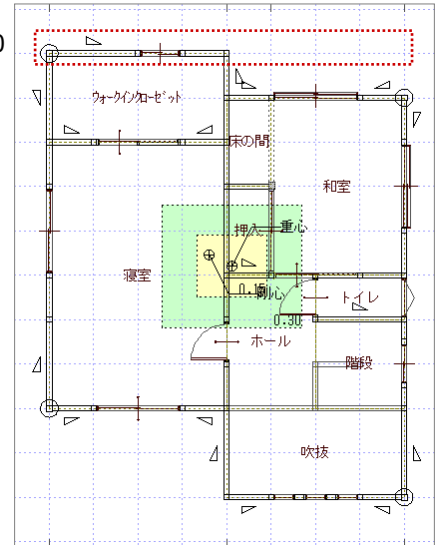 0
ウォークインクローゼット
床の間
和室
押入
重心
寝室
0.15
剛心
トイレ
0.30
ホール
階段
吹抜